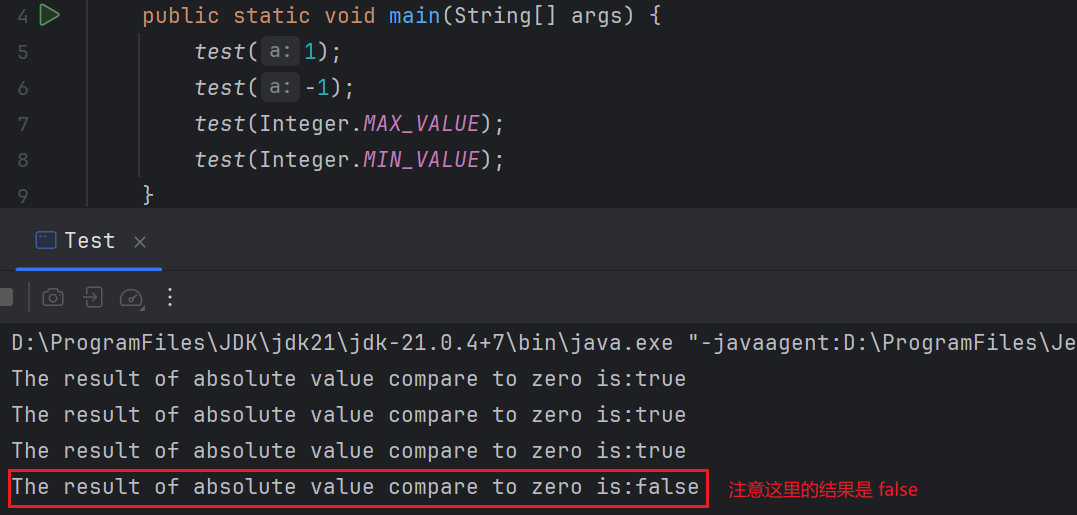 4 public static void main(String[] args) {
5 test( a: 1);
6 test( a: -1);
7 test(Integer.MAX_VALUE);
8 test(Integer.MIN_VALUE);
9 }
Test ×
D:\ProgramFiles\JDK\jdk21\jdk-21.0.4+7\bin\java.exe "-javaagent:D:\ProgramFiles\Je
The result of absolute value compare to zero is:true
The result of absolute value compare to zero is:true
The result of absolute value compare to zero is:true
The result of absolute value compare to zero is:false 注意这里的结果是 false